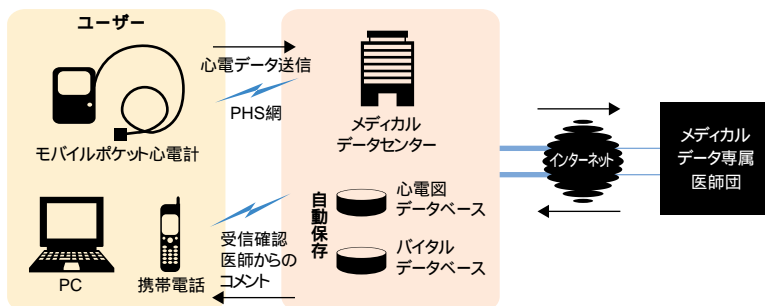 ユーザー
心電データ送信
PHS網
モバイルポケット心電計
PC
携帯電話
受信確認
医師からの
コメント
メディカル
データセンター
自動保存
心電図
データベース
バイタル
データベース
インターネット
メディカル
データ専属
医師団